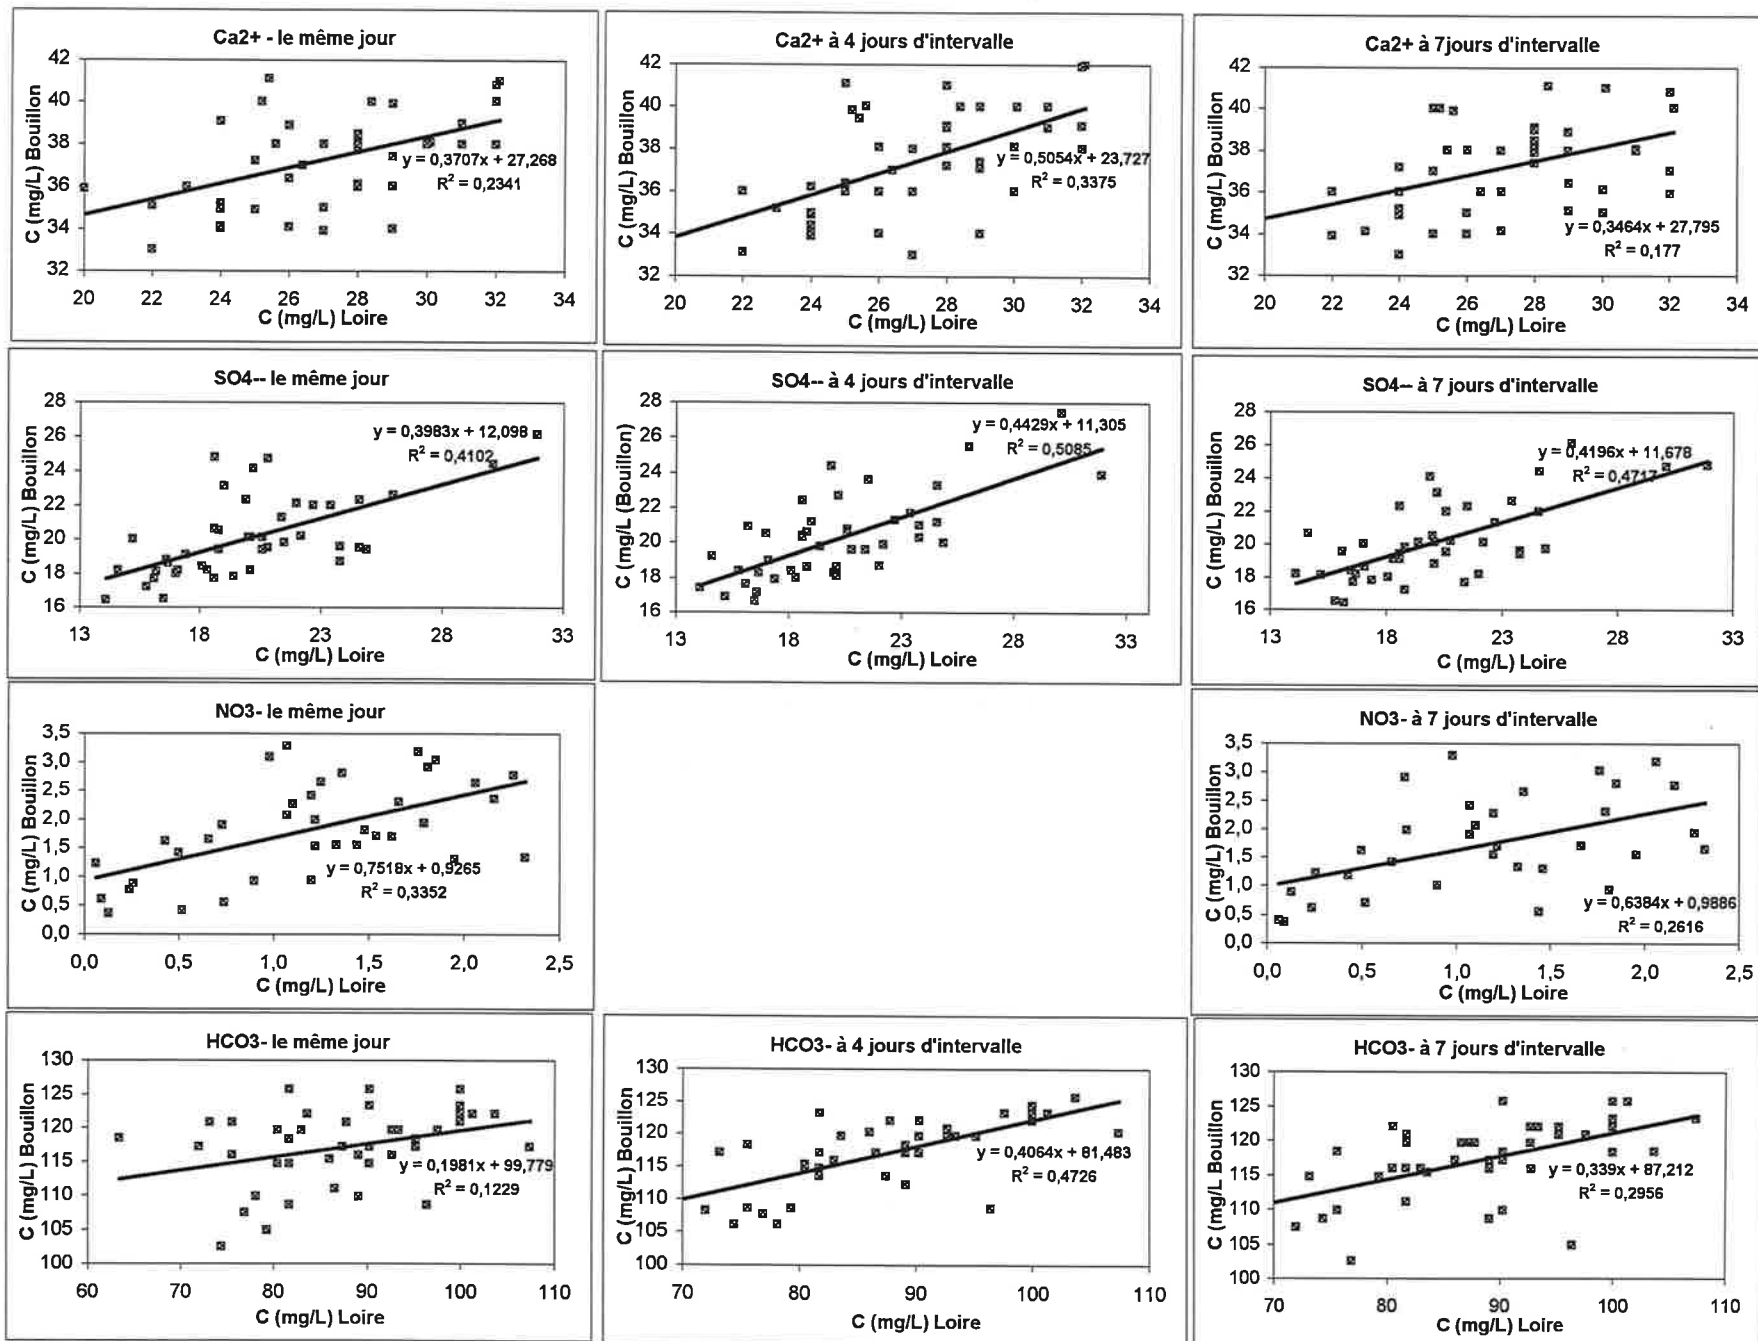 Ca2+ - le même jour
C (mg/L) Bouillon
42
40
38
36
34
32
y = 0,3707x + 27,268
R² = 0,2341
20 22 24 26 28 30 32 34
C (mg/L) Loire
Ca2+ à 4 jours d'intervalle
C (mg/L) Bouillon
42
40
38
36
34
32
y = 0,5054x + 23,727
R² = 0,3375
20 22 24 26 28 30 32 34
C (mg/L) Loire
Ca2+ à 7jours d'intervalle
C (mg/L) Bouillon
42
40
38
36
34
32
y = 0,3464x + 27,795
R² = 0,177
20 22 24 26 28 30 32 34
C (mg/L) Loire
SO4-- le même jour
C (mg/L) Bouillon
28
26
24
22
20
18
16
y = 0,3983x + 12,098
R² = 0,4102
13 18 23 28 33
C (mg/L) Loire
SO4-- à 4 jours d'intervalle
C (mg/L (Bouillon)
28
26
24
22
20
18
16
y = 0,4429x + 11,305
R² = 0,5085
13 18 23 28 33
C (mg/L) Loire
SO4-- à 7 jours d'intervalle
C (mg/L) Bouillon
28
26
24
22
20
18
16
y = 0,4196x + 11,678
R² = 0,4717
13 18 23 28 33
C (mg/L) Loire
NO3- le même jour
C (mg/L) Bouillon
3,5
3,0
2,5
2,0
1,5
1,0
0,5
0,0
y = 0,7518x + 0,9265
R² = 0,3352
0,0 0,5 1,0 1,5 2,0 2,5
C (mg/L) Loire
NO3- à 7 jours d'intervalle
C (mg/L) Bouillon
3,5
3,0
2,5
2,0
1,5
1,0
0,5
0,0
y = 0,6384x + 0,9886
R² = 0,2616
0,0 0,5 1,0 1,5 2,0 2,5
C (mg/L) Loire
HCO3- le même jour
C (mg/L) Bouillon
130
125
120
115
110
105
100
y = 0,1981x + 99,779
R² = 0,1229
60 70 80 90 100 110
C (mg/L) Loire
HCO3- à 4 jours d'intervalle
C (mg/L) Bouillon
130
125
120
115
110
105
100
y = 0,4064x + 81,483
R² = 0,4726
70 80 90 100 110
C (mg/L) Loire
HCO3- à 7 jours d'intervalle
C (mg/L Bouillon
130
125
120
115
110
105
100
y = 0,339x + 87,212
R² = 0,2956
70 80 90 100 110
C (mg/L) Loire